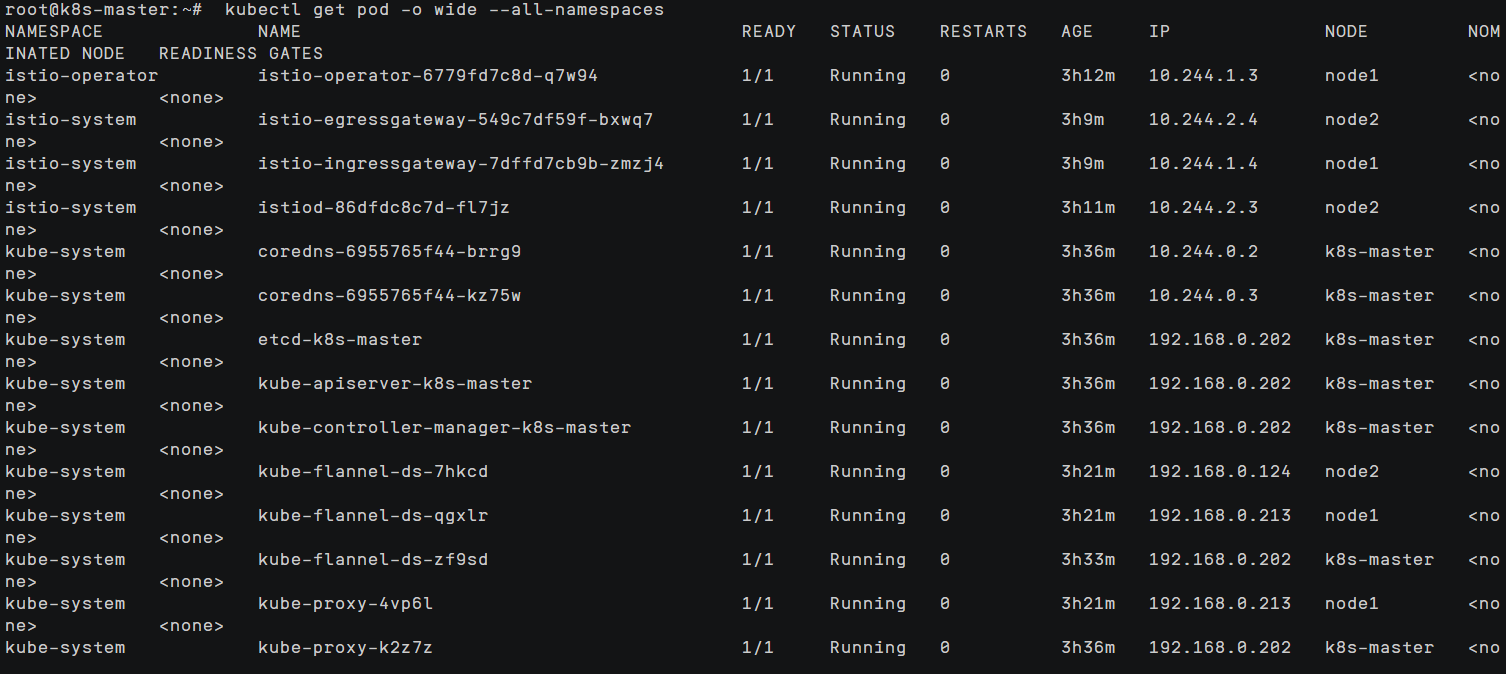 root@k8s-master:~#  kubectl get pod -o wide --all-namespaces
NAMESPACE              NAME                                        READY   STATUS    RESTARTS   AGE     IP              NODE         NOM
INATED NODE   READINESS GATES
istio-operator         istio-operator-6779fd7c8d-q7w94             1/1     Running   0          3h12m   10.244.1.3      node1        <no
ne>           <none>
istio-system           istio-egressgateway-549c7df59f-bxwq7        1/1     Running   0          3h9m    10.244.2.4      node2        <no
ne>           <none>
istio-system           istio-ingressgateway-7dffd7cb9b-zmzj4       1/1     Running   0          3h9m    10.244.1.4      node1        <no
ne>           <none>
istio-system           istiod-86dfdc8c7d-fl7jz                     1/1     Running   0          3h11m   10.244.2.3      node2        <no
ne>           <none>
kube-system            coredns-6955765f44-brrg9                    1/1     Running   0          3h36m   10.244.0.2      k8s-master   <no
ne>           <none>
kube-system            coredns-6955765f44-kz75w                    1/1     Running   0          3h36m   10.244.0.3      k8s-master   <no
ne>           <none>
kube-system            etcd-k8s-master                             1/1     Running   0          3h36m   192.168.0.202   k8s-master   <no
ne>           <none>
kube-system            kube-apiserver-k8s-master                   1/1     Running   0          3h36m   192.168.0.202   k8s-master   <no
ne>           <none>
kube-system            kube-controller-manager-k8s-master          1/1     Running   0          3h36m   192.168.0.202   k8s-master   <no
ne>           <none>
kube-system            kube-flannel-ds-7hkcd                       1/1     Running   0          3h21m   192.168.0.124   node2        <no
ne>           <none>
kube-system            kube-flannel-ds-qgxlr                       1/1     Running   0          3h21m   192.168.0.213   node1        <no
ne>           <none>
kube-system            kube-flannel-ds-zf9sd                       1/1     Running   0          3h33m   192.168.0.202   k8s-master   <no
ne>           <none>
kube-system            kube-proxy-4vp6l                            1/1     Running   0          3h21m   192.168.0.213   node1        <no
ne>           <none>
kube-system            kube-proxy-k2z7z                            1/1     Running   0          3h36m   192.168.0.202   k8s-master   <no